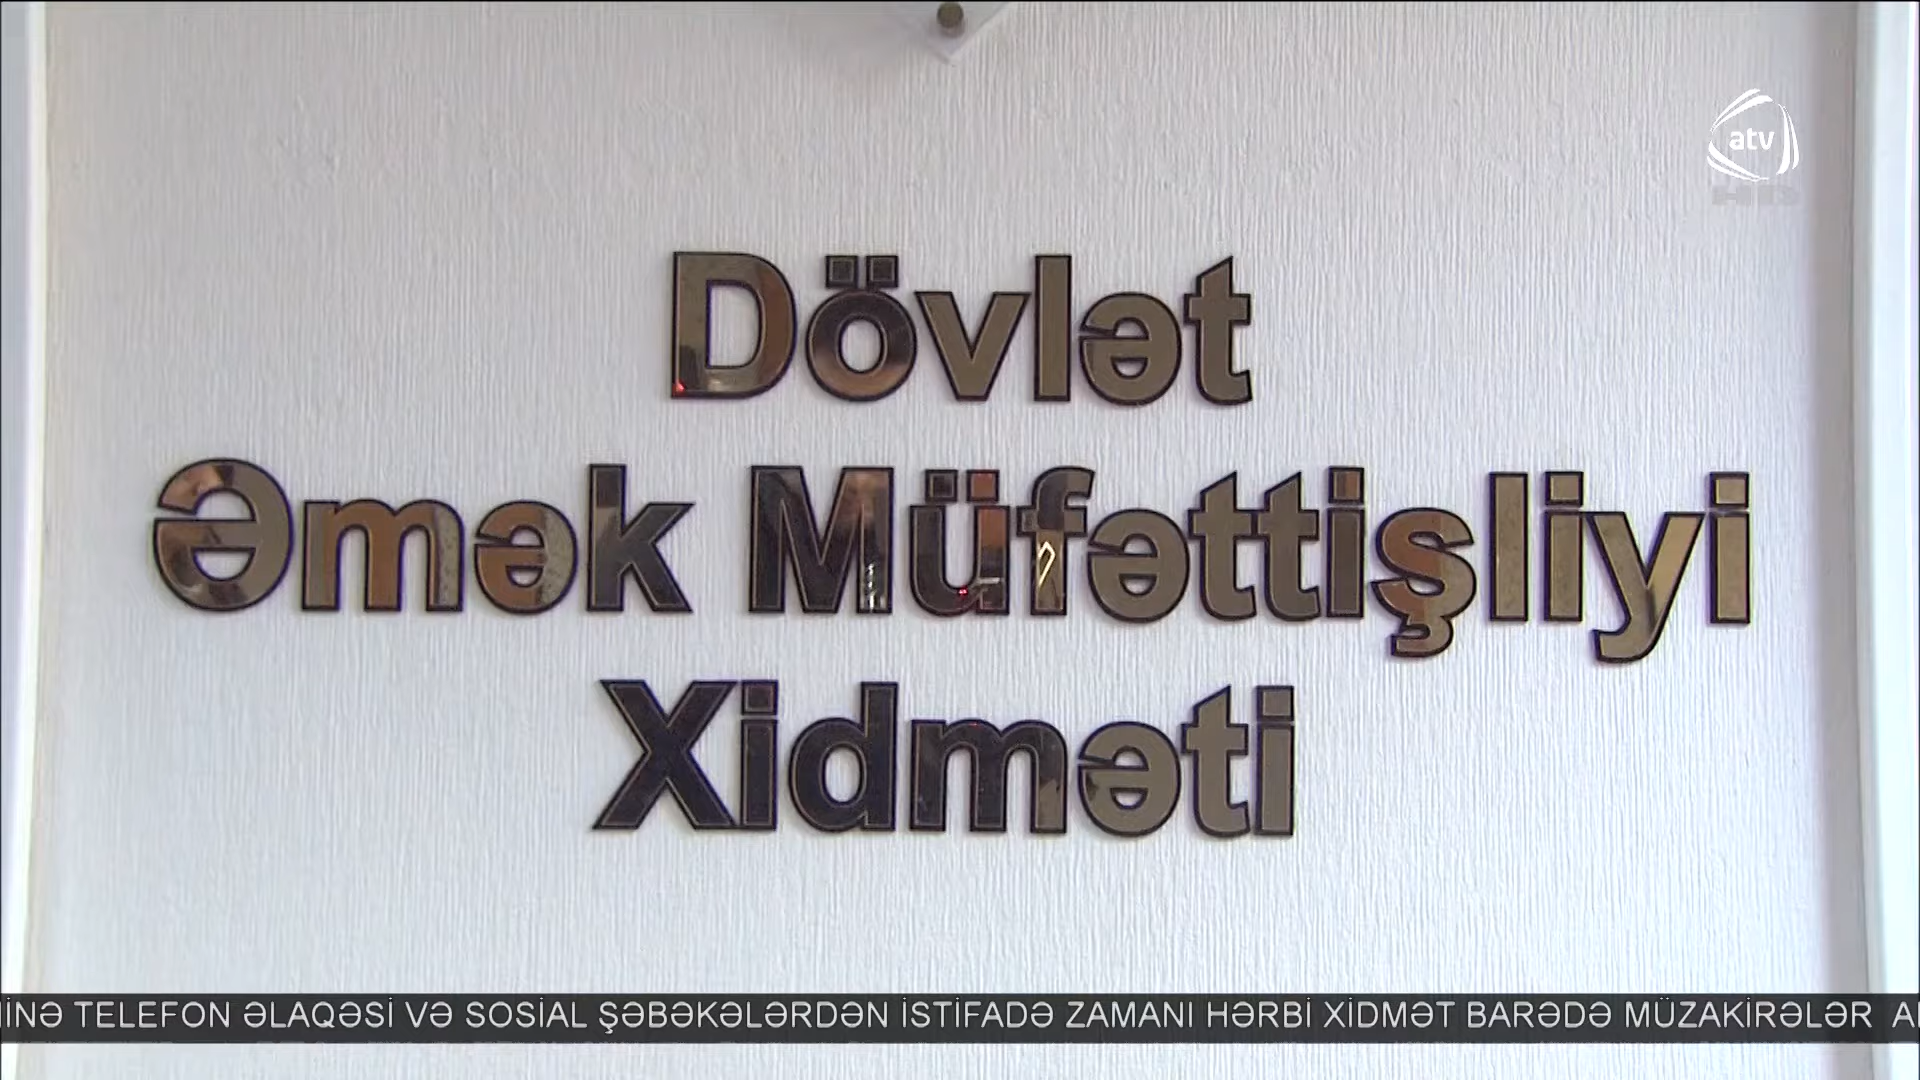 atv
HD
Dövlət
Əmək Müfəttişliyi
Xidməti
TELEFON ƏLAQƏSİ VƏ SOSİAL ŞƏBƏKƏLƏRDƏN İSTİFADƏ ZAMANI HƏRBİ XİDMƏT BARƏDƏ MÜZAKİRƏLƏR